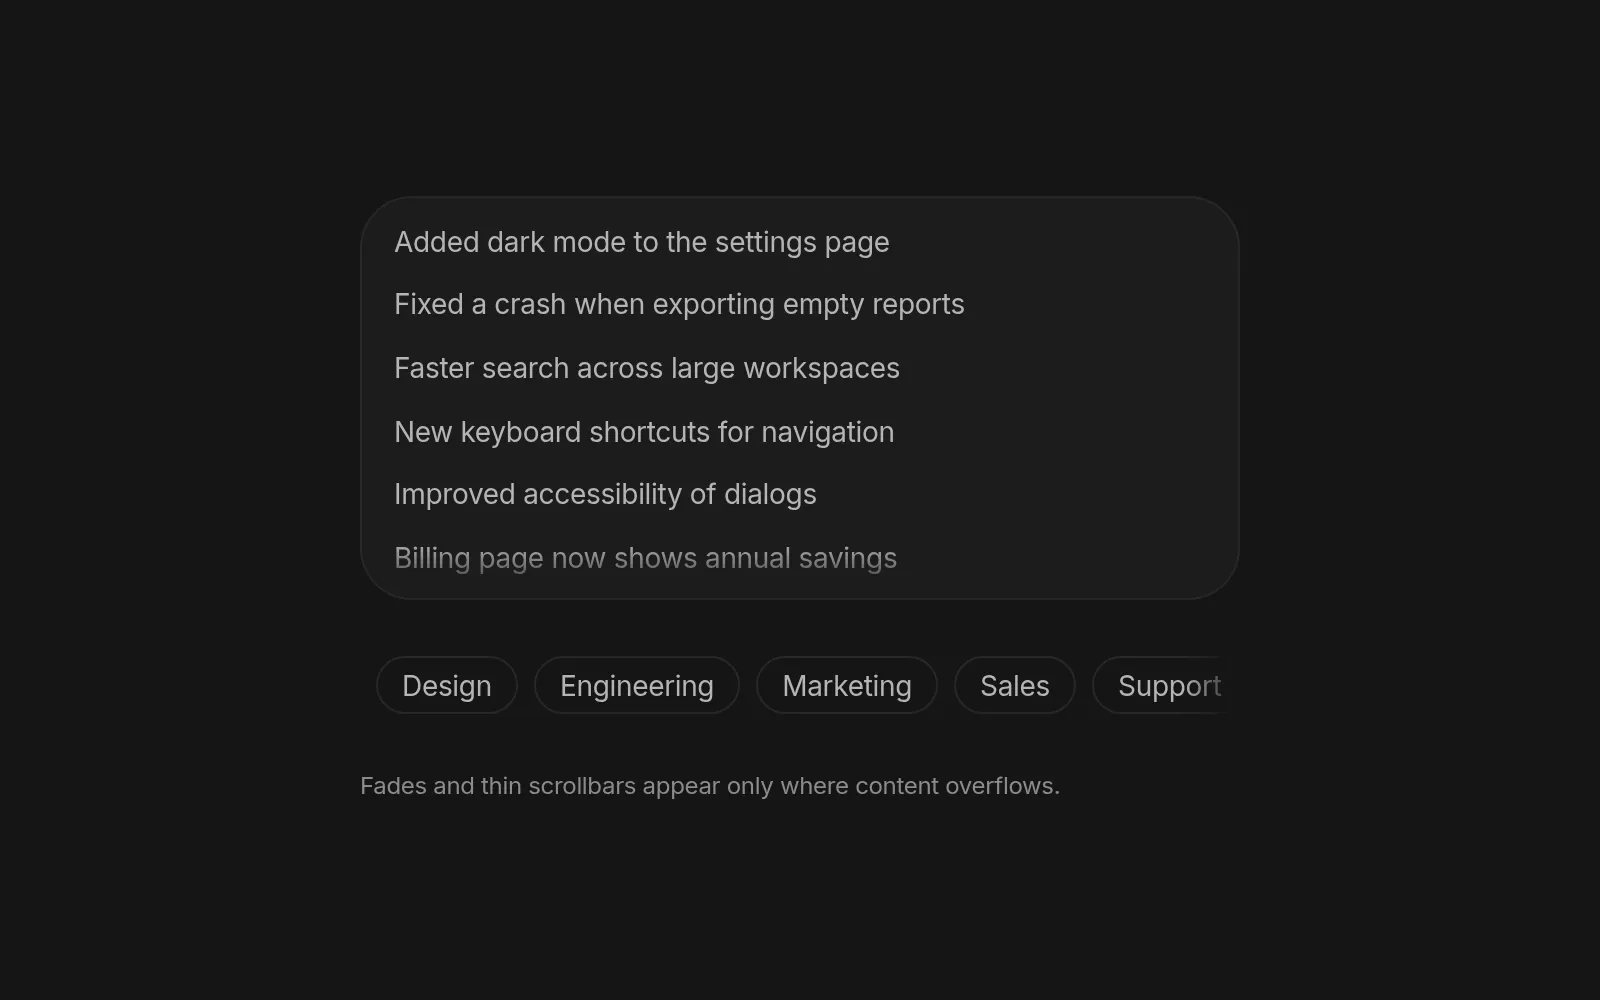 Added dark mode to the settings page
Fixed a crash when exporting empty reports
Faster search across large workspaces
New keyboard shortcuts for navigation
Improved accessibility of dialogs
Billing page now shows annual savings
Design Engineering Marketing Sales Support
Fades and thin scrollbars appear only where content overflows.